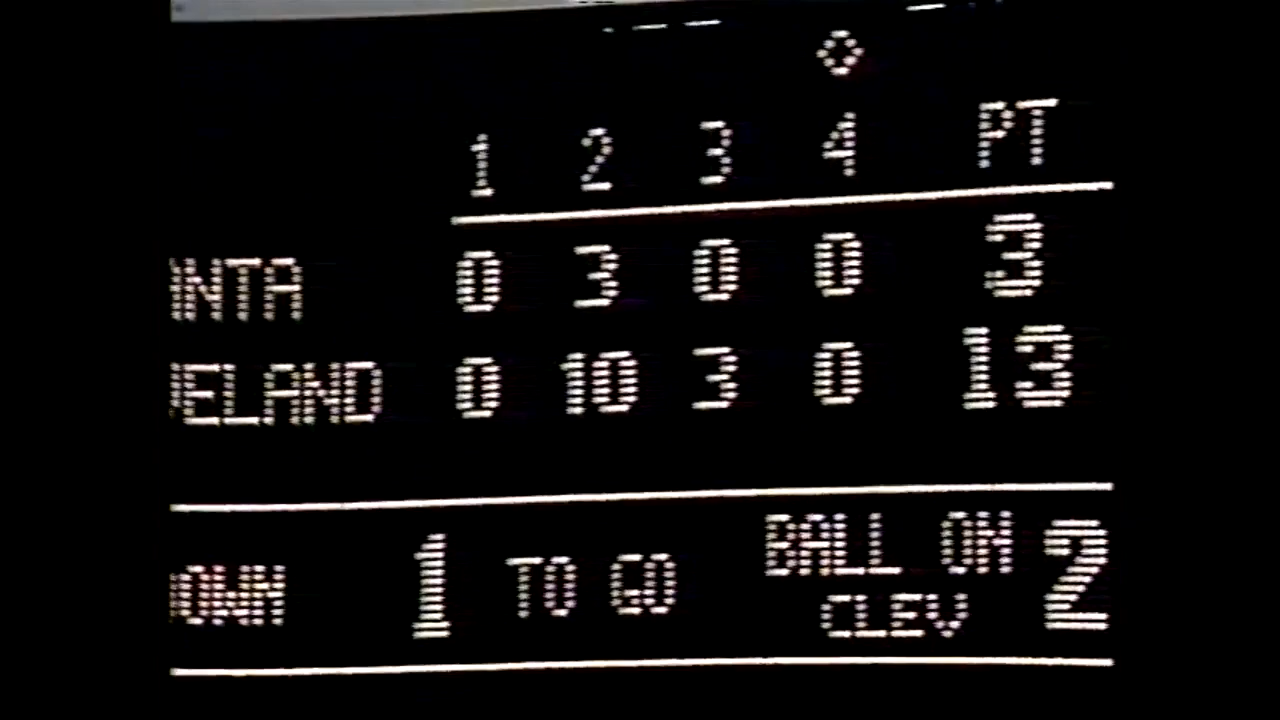 1 2 3 4 PT
NTA 0 3 0 0 3
ELAND 0 10 3 0 13
OWN 1 TO GO BALL ON 2
CLEV